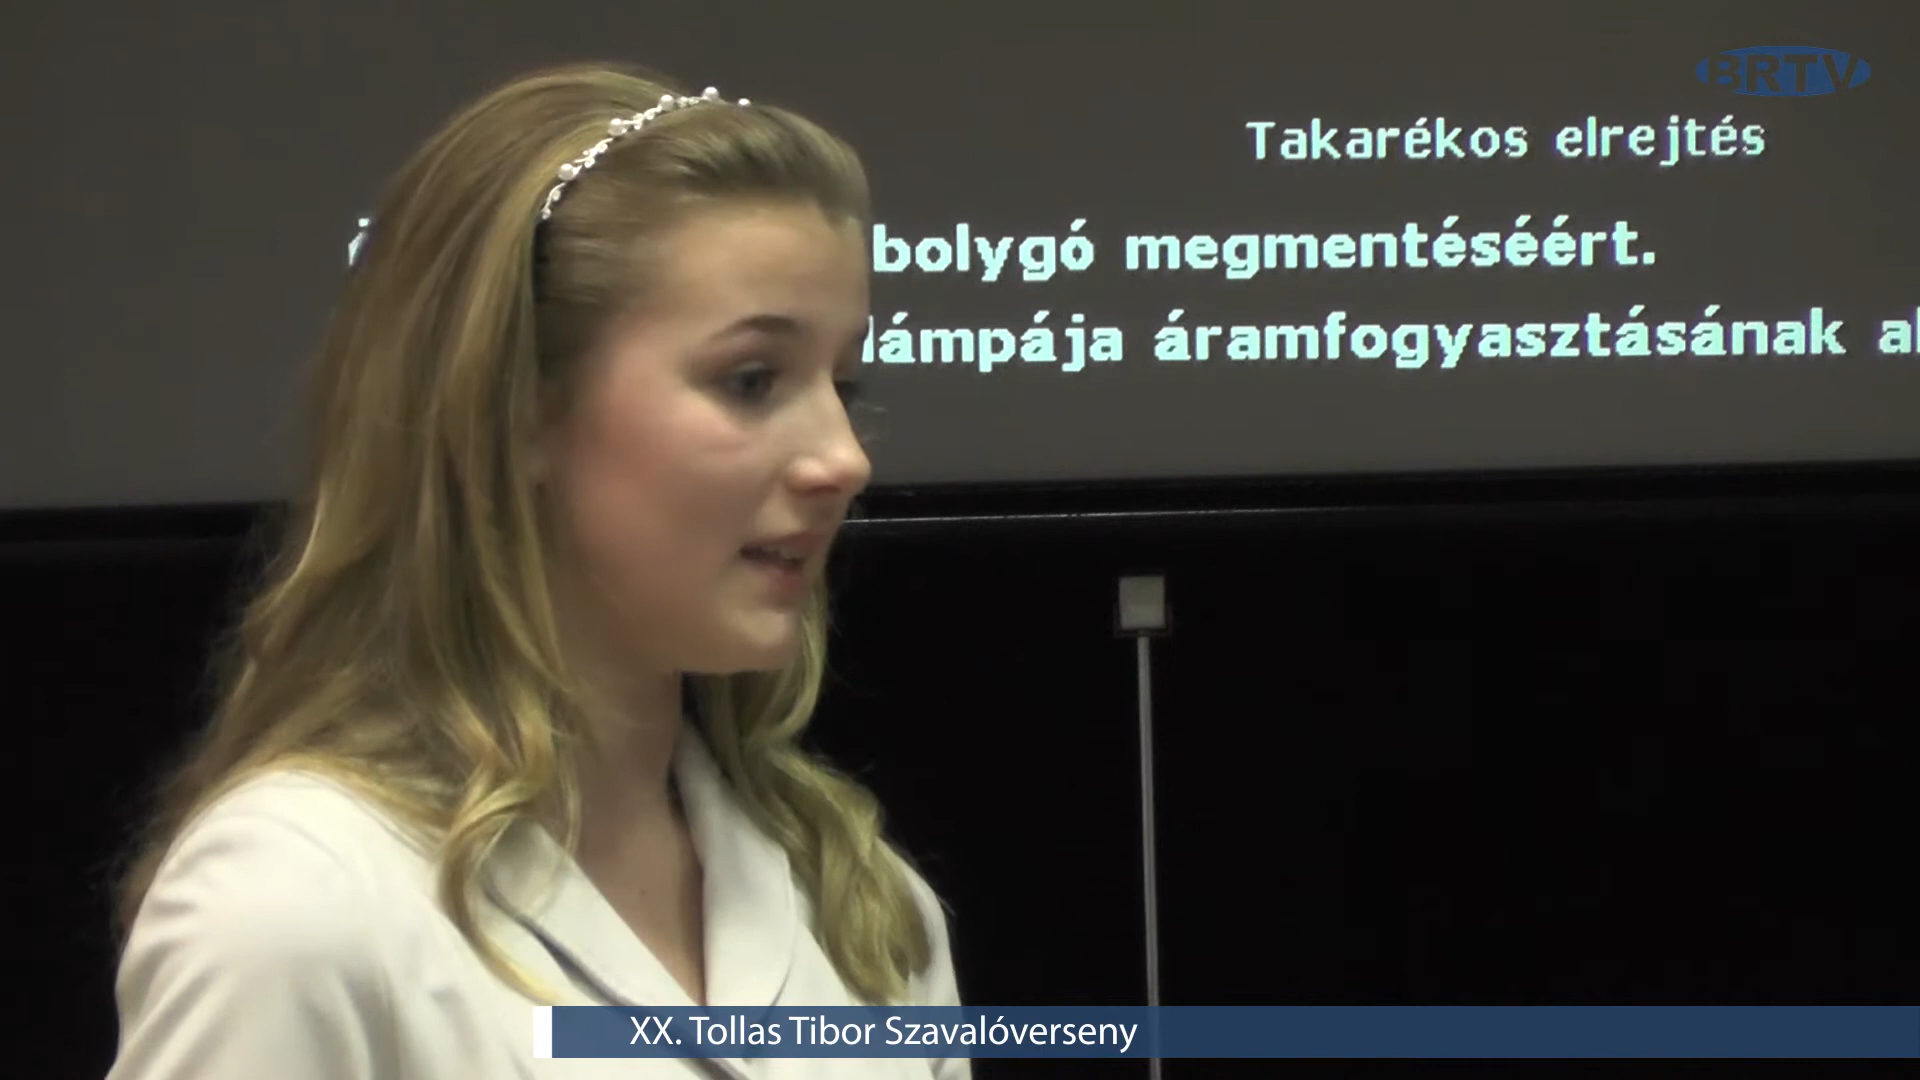 BRTV
Takarékos elrejtés
bolygó megmentéséért.
lámpája áramfogyasztásának
XX. Tollas Tibor Szavalóverseny